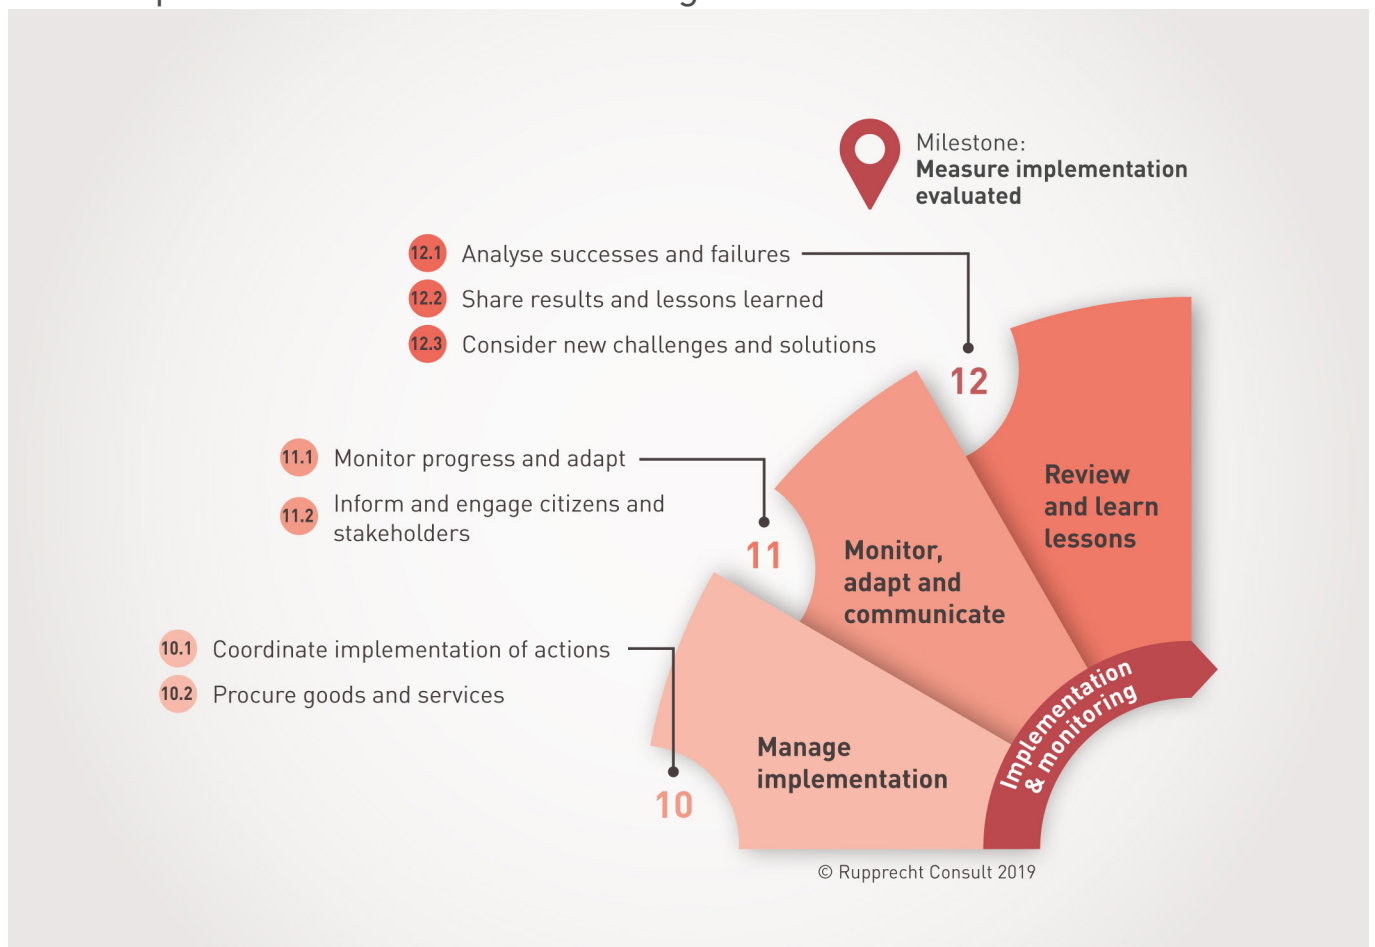 Milestone:
Measure implementation
evaluated
12.1 Analyse successes and failures
12.2 Share results and lessons learned
12.3 Consider new challenges and solutions
12
Review
and learn
lessons
11.1 Monitor progress and adapt
11.2 Inform and engage citizens and
stakeholders
11
Monitor,
adapt and
communicate
10.1 Coordinate implementation of actions
10.2 Procure goods and services
10
Manage
implementation
Implementation
& monitoring
© Rupprecht Consult 2019